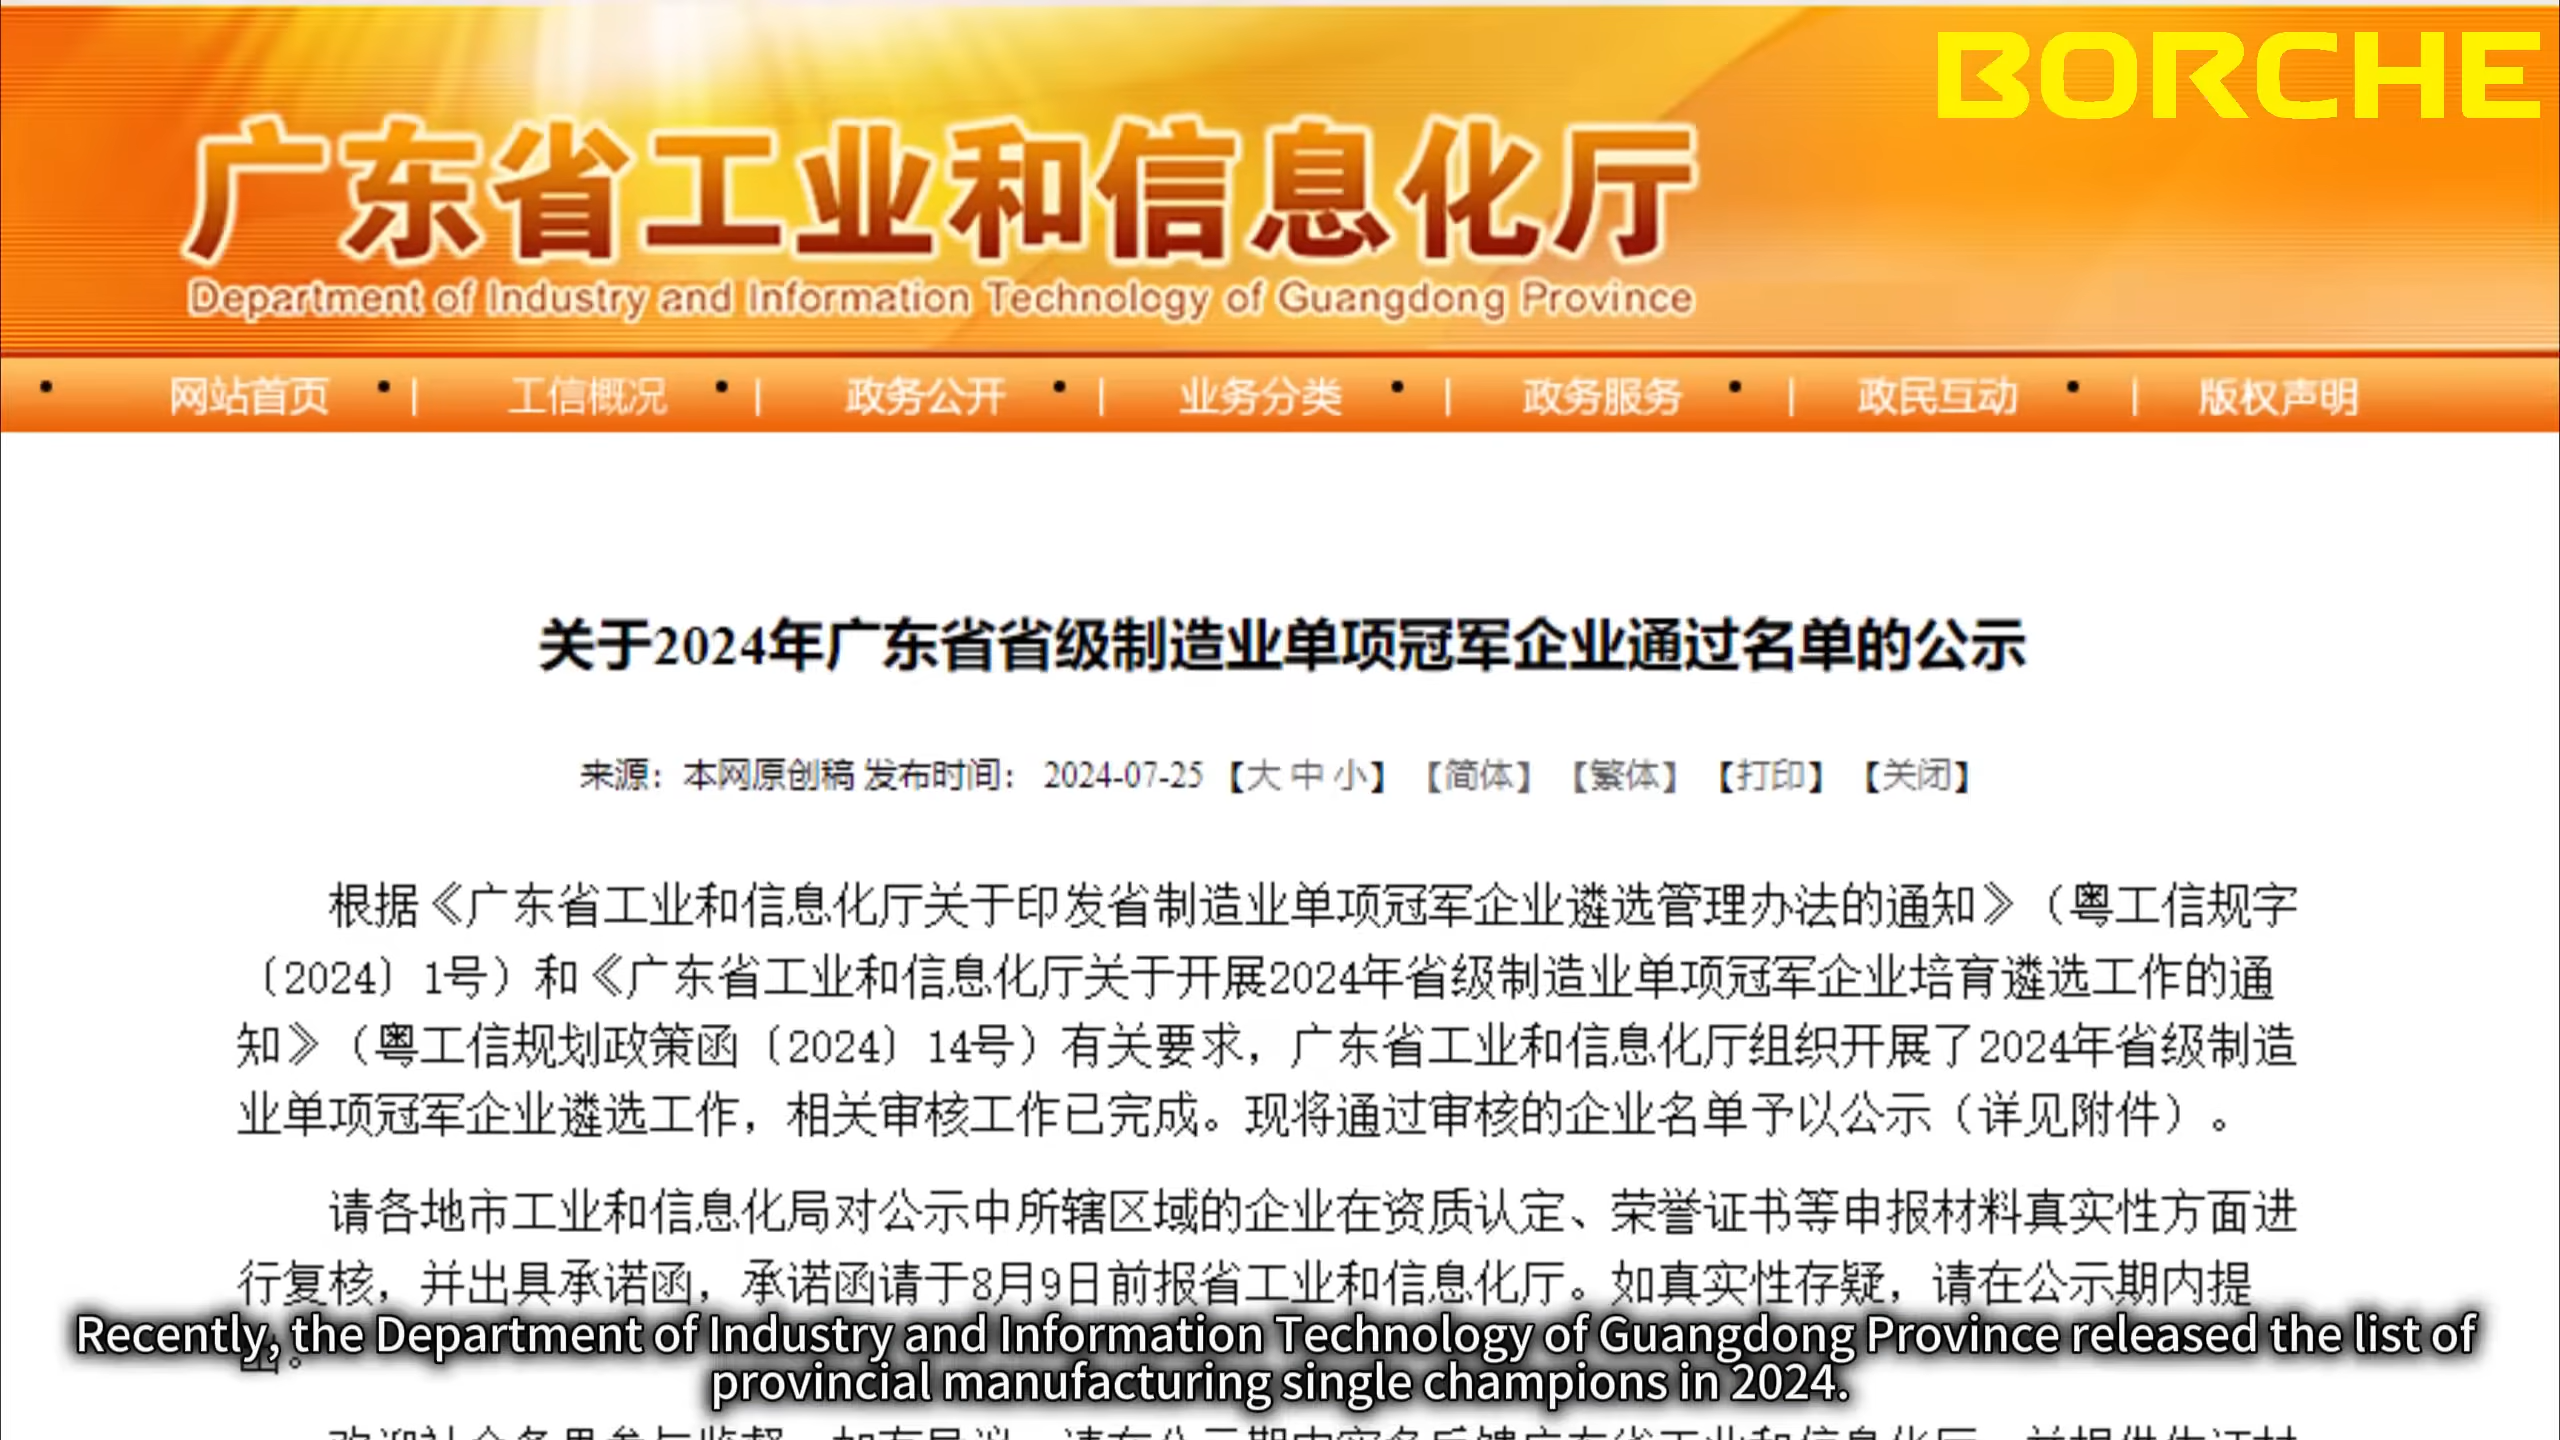 BORCHE
广东省工业和信息化厅
Department of Industry and Information Technology of Guangdong Province
网站首页 | 工信概况 | 政务公开 | 业务分类 | 政务服务 | 政民互动 | 版权声明
关于2024年广东省省级制造业单项冠军企业通过名单的公示
来源：本网原创稿 发布时间： 2024-07-25 【大 中 小】 【简体】 【繁体】 【打印】 【关闭】
根据《广东省工业和信息化厅关于印发省制造业单项冠军企业遴选管理办法的通知》（粤工信规字
〔2024〕1号）和《广东省工业和信息化厅关于开展2024年省级制造业单项冠军企业培育遴选工作的通
知》（粤工信规划政策函〔2024〕14号）有关要求，广东省工业和信息化厅组织开展了2024年省级制造
业单项冠军企业遴选工作，相关审核工作已完成。现将通过审核的企业名单予以公示（详见附件）。
请各地市工业和信息化局对公示中所辖区域的企业在资质认定、荣誉证书等申报材料真实性方面进
行复核，并出具承诺函，承诺函请于8月9日前报省工业和信息化厅。如真实性存疑，请在公示期内提
Recently, the Department of Industry and Information Technology of Guangdong Province released the list of
provincial manufacturing single champions in 2024.